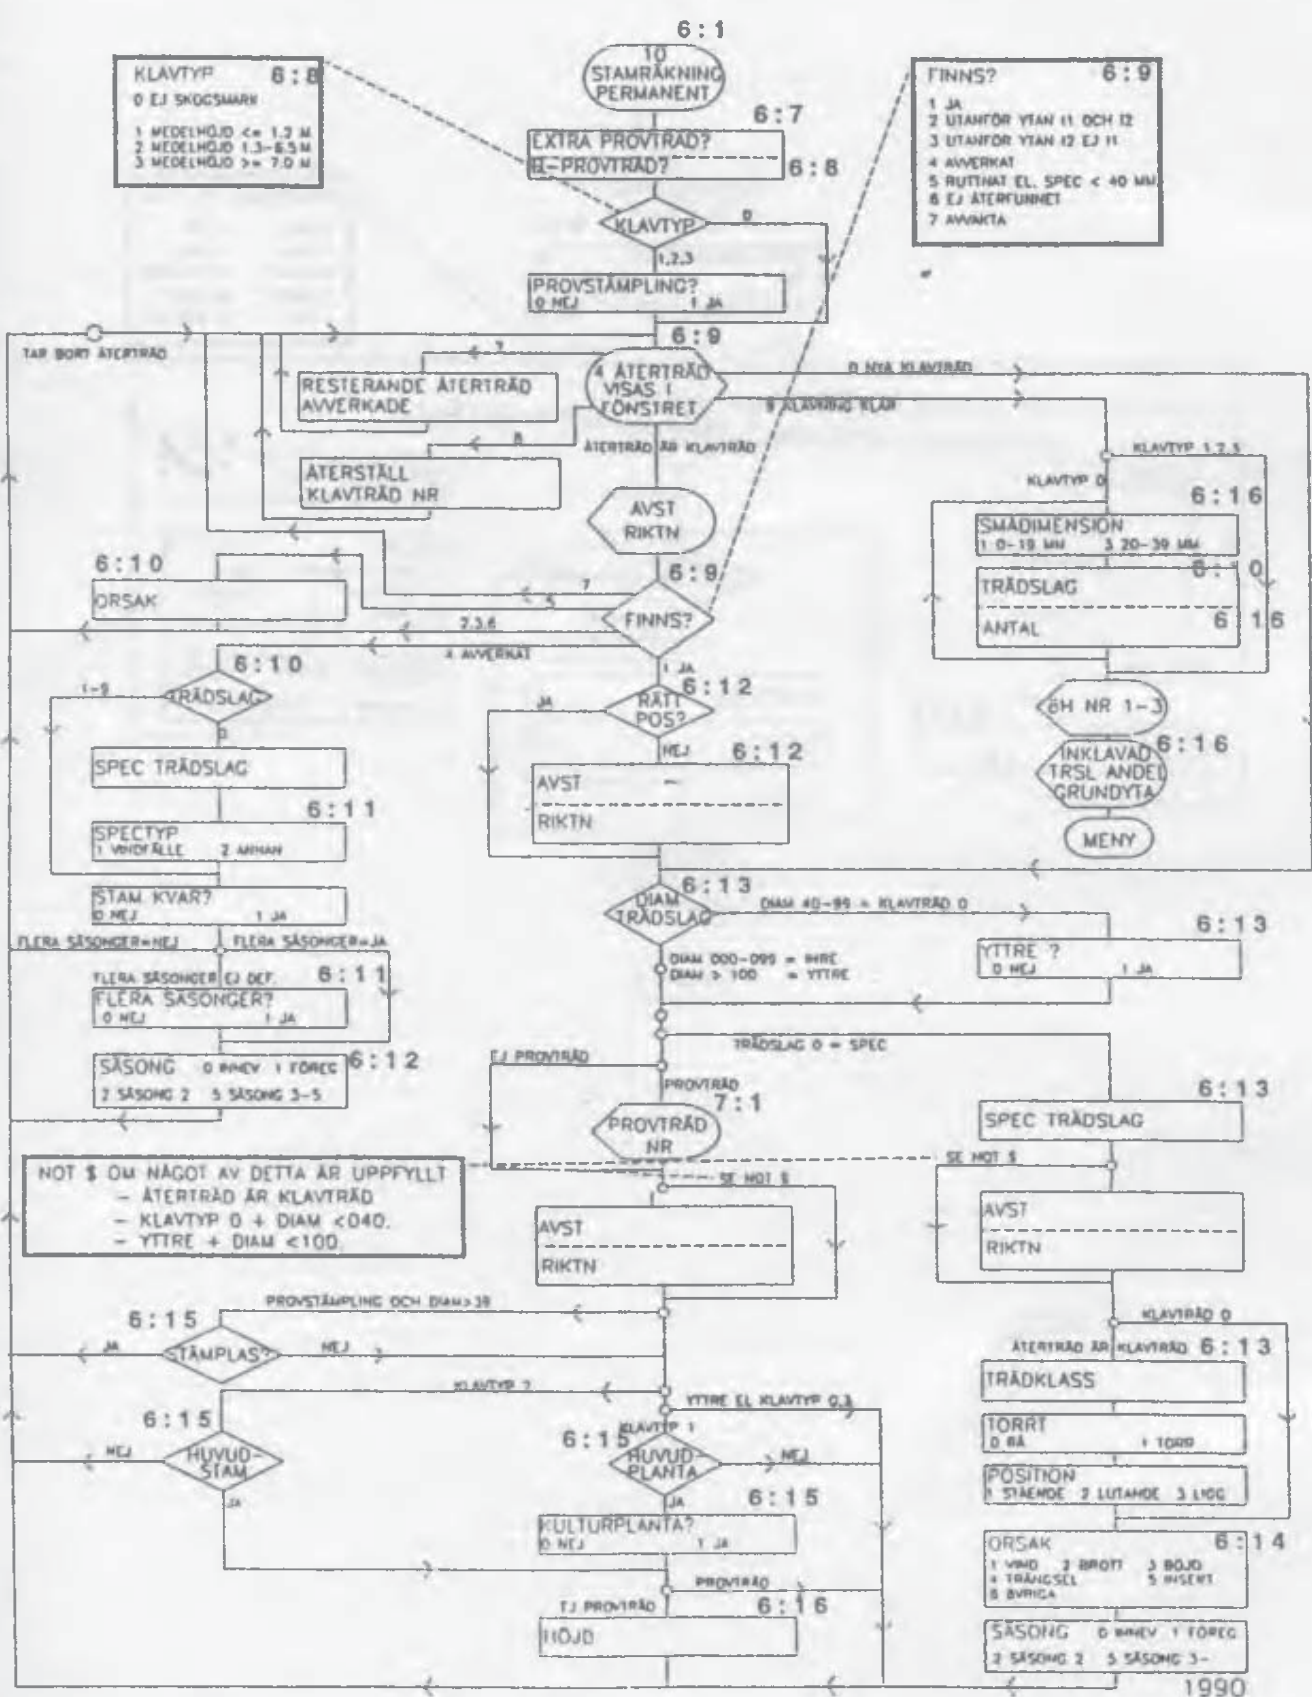 6:1
10
STAMRÄKNING
PERMANENT
KLAVTYP 6:8
0 EJ SKOGSMARK
1 MEDELHÖJD <= 1.2 M
2 MEDELHÖJD 1.3-6.5 M
3 MEDELHÖJD >= 7.0 M
FINNS? 6:9
1 JA
2 UTANFÖR YTAN I1 OCH I2
3 UTANFÖR YTAN I2 EJ I1
4 AVVERKAT
5 RUTTNAT EL. SPEC < 40 MM
6 EJ ÅTERFUNNET
7 AVVAKTA
6:7
EXTRA PROVTRÄD?
-PROVTRÄD?
6:8
KLAVTYP
0
1,2,3
PROVSTÄMPLING?
0 NEJ 1 JA
TAR BORT ÅTERTRÄD
6:9
4 ÅTERTRÄD
VISAS I
FÖNSTRET
7
RESTERANDE ÅTERTRÄD
AVVERKADE
8
ÅTERSTÄLL
KLAVTRÄD NR
0 NYA KLAVTRÄD
9 KLAVNING KLAR
ÅTERTRÄD ÄR KLAVTRÄD
AVST
RIKTN
KLAVTYP 1,2,3
KLAVTYP 0
6:16
SMÅDIMENSION
1 0-19 MM 3 20-39 MM
6:10
TRÄDSLAG
ANTAL
6:16
ÖH NR 1-3
INKLAVAD
TRSL ANDEL
GRUNDYTA
6:16
MENY
6:10
ORSAK
6:9
FINNS?
7
5
2,3,6
4 AVVERKAT
1 JA
6:10
TRÄDSLAG
1-9
0
SPEC TRÄDSLAG
6:11
SPECTYP
1 VINDFÄLLE 2 ANNAN
STAM KVAR?
0 NEJ 1 JA
FLERA SÄSONGER=NEJ
FLERA SÄSONGER=JA
FLERA SÄSONGER EJ DEF.
6:11
FLERA SÄSONGER?
0 NEJ 1 JA
SÄSONG 0 INNEV 1 FÖREG
2 SÄSONG 2 5 SÄSONG 3-5
6:12
6:12
RÄTT
POS?
JA
NEJ
6:12
AVST
RIKTN
6:13
DIAM
TRÄDSLAG
DIAM 40-99 = KLAVTRÄD 0
6:13
YTTRE ?
0 NEJ 1 JA
DIAM 000-099 = INRE
DIAM > 100 = YTTRE
TRÄDSLAG 0 = SPEC
EJ PROVTRÄD
PROVTRÄD
7:1
PROVTRÄD
NR
6:13
SPEC TRÄDSLAG
NOT $ OM NÅGOT AV DETTA ÄR UPPFYLLT
- ÅTERTRÄD ÄR KLAVTRÄD
- KLAVTYP 0 + DIAM <040.
- YTTRE + DIAM <100.
SE NOT $
SE NOT $
AVST
RIKTN
AVST
RIKTN
PROVSTÄMPLING OCH DIAM>39
6:15
STÄMPLAS?
JA
NEJ
KLAVTRÄD 0
ÅTERTRÄD ÄR KLAVTRÄD 6:13
TRÄDKLASS
TORRT
0 RÅ 1 TORR
POSITION
1 STÅENDE 2 LUTANDE 3 LIGG
6:14
ORSAK
1 VIND 2 BROTT 3 BÖJD
4 TRÄNGSEL 5 INSEKT
6 ÖVRIGA
SÄSONG 0 INNEV 1 FÖREG
2 SÄSONG 2 5 SÄSONG 3-
KLAVTYP 2
6:15
HUVUD-
STAM
NEJ
JA
YTTRE EL KLAVTYP 0,3
KLAVTYP 1
6:15
HUVUD-
PLANTA
NEJ
JA
6:15
KULTURPLANTA?
0 NEJ 1 JA
PROVTRÄD
EJ PROVTRÄD
6:16
HÖJD
1990